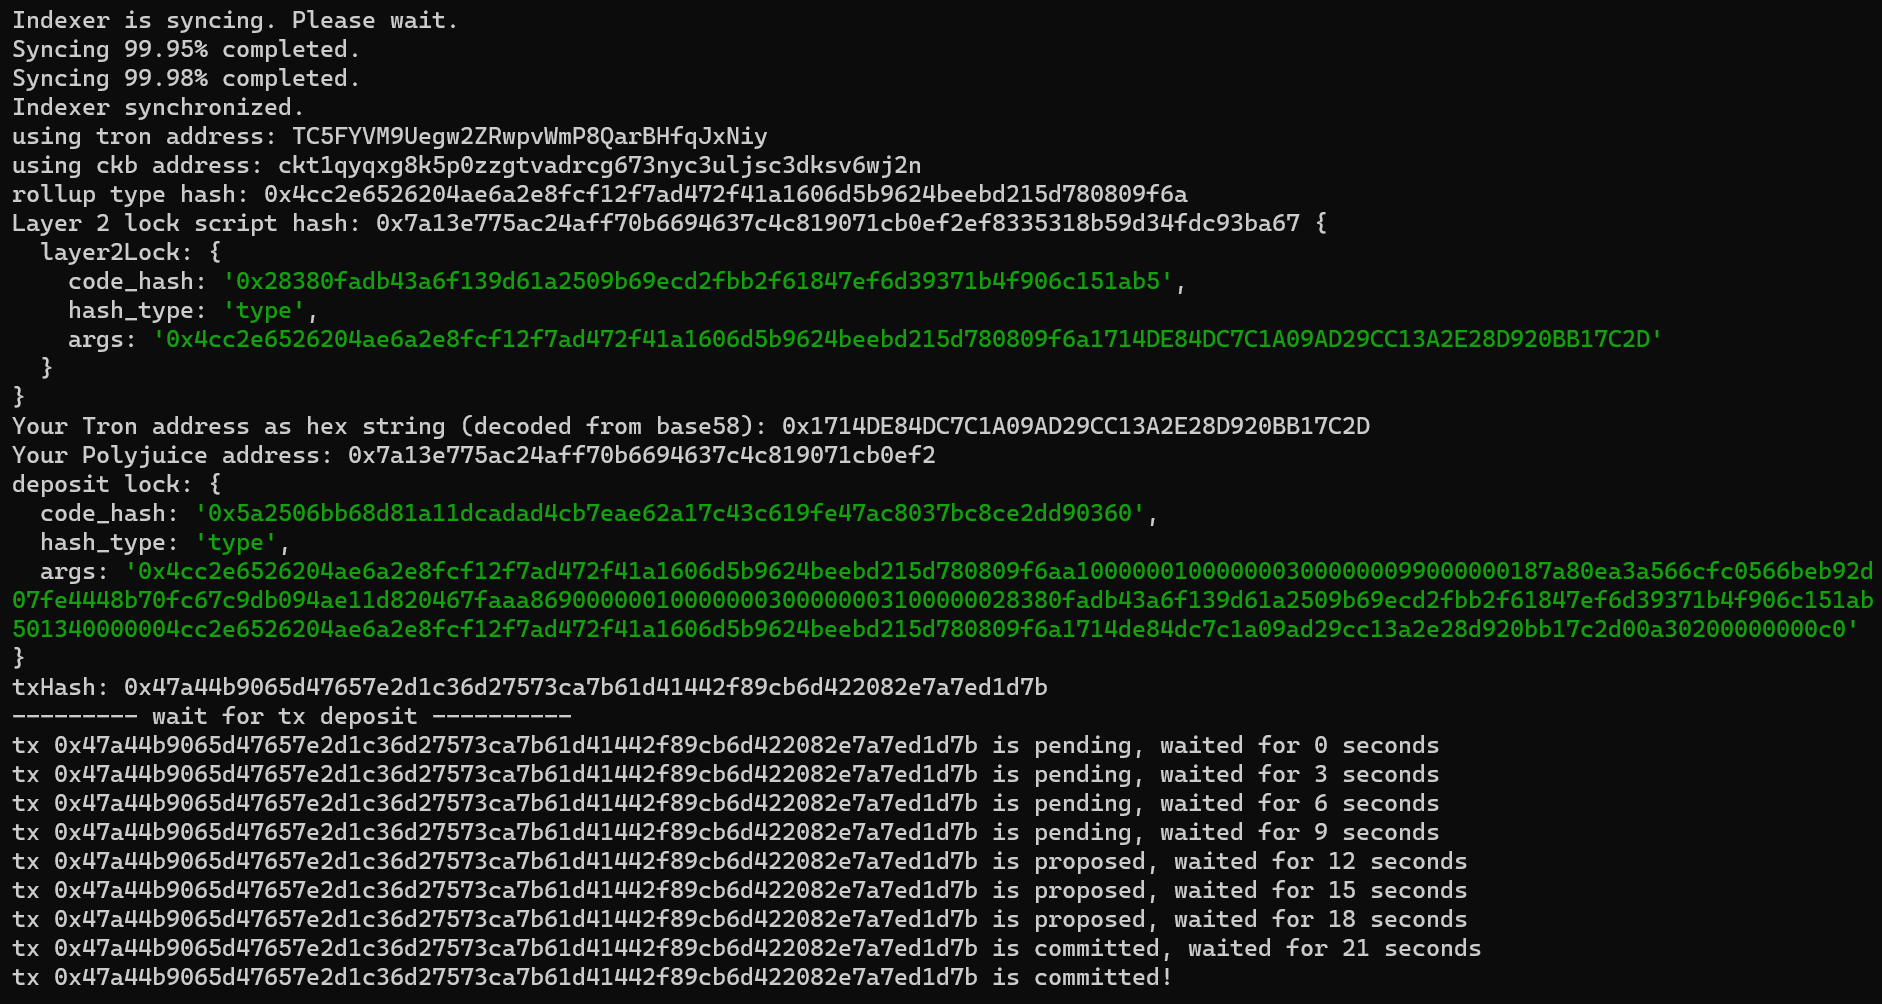 Indexer is syncing. Please wait.
Syncing 99.95% completed.
Syncing 99.98% completed.
Indexer synchronized.
using tron address: TC5FYVM9Uegw2ZRwpvWmP8QarBHfqJxNiy
using ckb address: ckt1qyqxg8k5p0zzgtvadrcg673nyc3uljsc3dksv6wj2n
rollup type hash: 0x4cc2e6526204ae6a2e8fcf12f7ad472f41a1606d5b9624beebd215d780809f6a
Layer 2 lock script hash: 0x7a13e775ac24aff70b6694637c4c819071cb0ef2ef8335318b59d34fdc93ba67 {
  layer2Lock: {
    code_hash: '0x28380fadb43a6f139d61a2509b69ecd2fbb2f61847ef6d39371b4f906c151ab5',
    hash_type: 'type',
    args: '0x4cc2e6526204ae6a2e8fcf12f7ad472f41a1606d5b9624beebd215d780809f6a1714DE84DC7C1A09AD29CC13A2E28D920BB17C2D'
  }
}
Your Tron address as hex string (decoded from base58): 0x1714DE84DC7C1A09AD29CC13A2E28D920BB17C2D
Your Polyjuice address: 0x7a13e775ac24aff70b6694637c4c819071cb0ef2
deposit lock: {
  code_hash: '0x5a2506bb68d81a11dcadad4cb7eae62a17c43c619fe47ac8037bc8ce2dd90360',
  hash_type: 'type',
  args: '0x4cc2e6526204ae6a2e8fcf12f7ad472f41a1606d5b9624beebd215d780809f6aa1000000100000003000000099000000187a80ea3a566cfc0566beb92d
07fe4448b70fc67c9db094ae11d820467faaa86900000001000000030000003100000028380fadb43a6f139d61a2509b69ecd2fbb2f61847ef6d39371b4f906c151ab
50134000004cc2e6526204ae6a2e8fcf12f7ad472f41a1606d5b9624beebd215d780809f6a1714de84dc7c1a09ad29cc13a2e28d920bb17c2d00a30200000000c0'
}
txHash: 0x47a44b9065d47657e2d1c36d27573ca7b61d41442f89cb6d422082e7a7ed1d7b
--------- wait for tx deposit ----------
tx 0x47a44b9065d47657e2d1c36d27573ca7b61d41442f89cb6d422082e7a7ed1d7b is pending, waited for 0 seconds
tx 0x47a44b9065d47657e2d1c36d27573ca7b61d41442f89cb6d422082e7a7ed1d7b is pending, waited for 3 seconds
tx 0x47a44b9065d47657e2d1c36d27573ca7b61d41442f89cb6d422082e7a7ed1d7b is pending, waited for 6 seconds
tx 0x47a44b9065d47657e2d1c36d27573ca7b61d41442f89cb6d422082e7a7ed1d7b is pending, waited for 9 seconds
tx 0x47a44b9065d47657e2d1c36d27573ca7b61d41442f89cb6d422082e7a7ed1d7b is proposed, waited for 12 seconds
tx 0x47a44b9065d47657e2d1c36d27573ca7b61d41442f89cb6d422082e7a7ed1d7b is proposed, waited for 15 seconds
tx 0x47a44b9065d47657e2d1c36d27573ca7b61d41442f89cb6d422082e7a7ed1d7b is proposed, waited for 18 seconds
tx 0x47a44b9065d47657e2d1c36d27573ca7b61d41442f89cb6d422082e7a7ed1d7b is committed, waited for 21 seconds
tx 0x47a44b9065d47657e2d1c36d27573ca7b61d41442f89cb6d422082e7a7ed1d7b is committed!